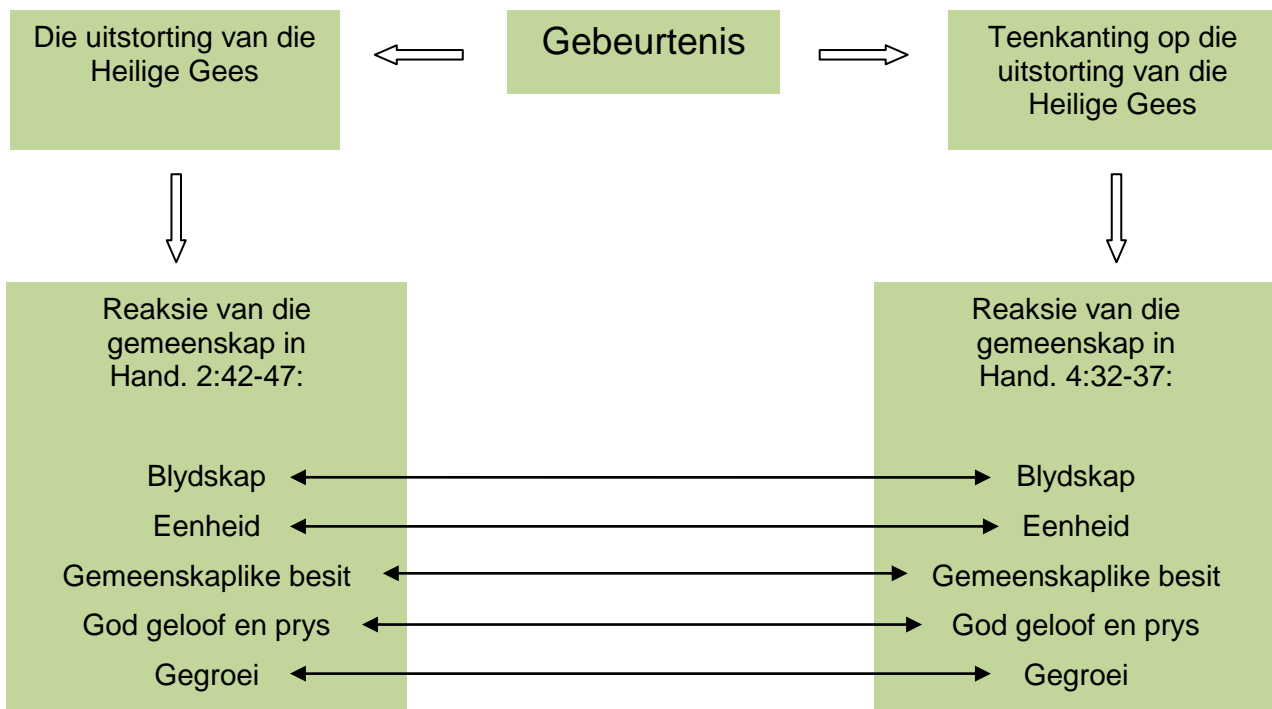 Die uitstorting van die
Heilige Gees
Gebeurtenis
Teenkanting op die
uitstorting van die
Heilige Gees
Reaksie van die
gemeenskap in
Hand. 2:42-47:
Blydskap
Eenheid
Gemeenskaplike besit
God geloof en prys
Gegroei
Reaksie van die
gemeenskap in
Hand. 4:32-37:
Blydskap
Eenheid
Gemeenskaplike besit
God geloof en prys
Gegroei